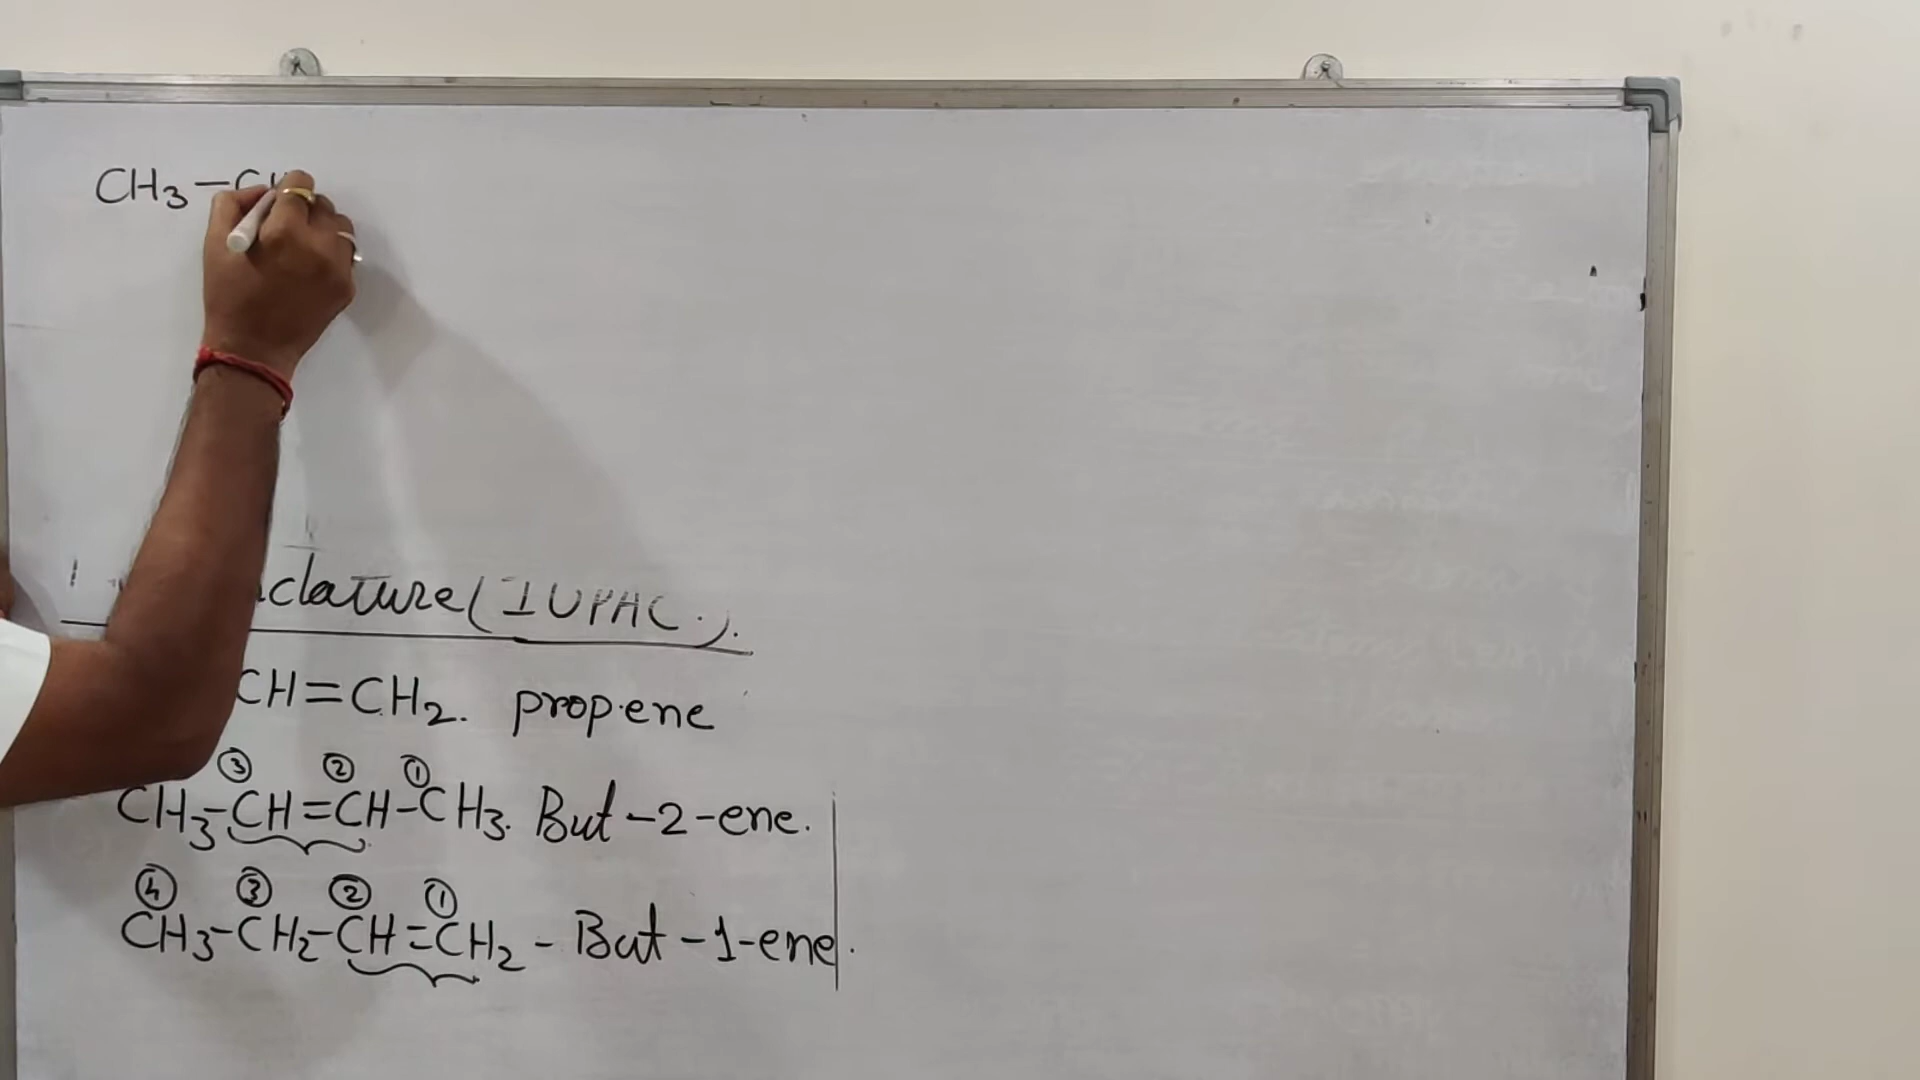 CH3-CH
clature (IUPAC.).
CH=CH2. propene
③ ② ①
CH3-CH=CH-CH3. But-2-ene.
④ ③ ② ①
CH3-CH2-CH=CH2 - But-1-ene.